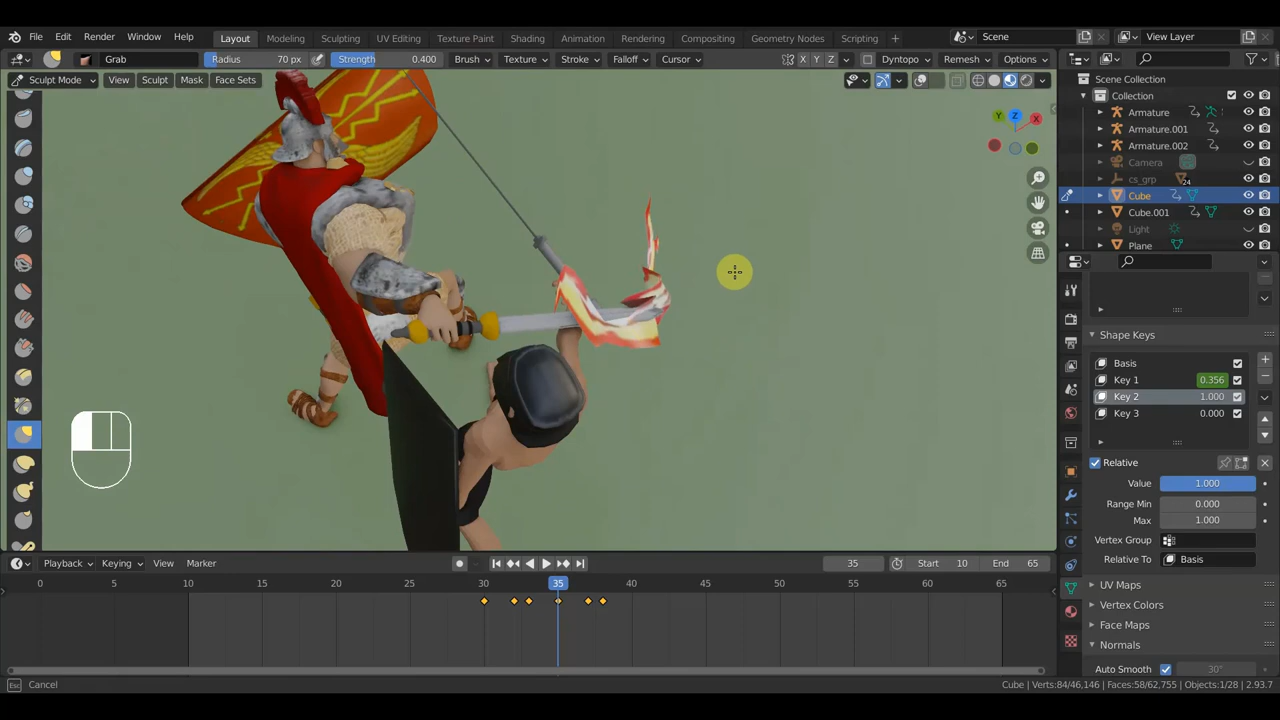 File Edit Render Window Help Layout Modeling Sculpting UV Editing Texture Paint Shading Animation Rendering Compositing Geometry Nodes Scripting + Scene View Layer
Grab Radius 70 px Strength 0.400 Brush Texture Stroke Falloff Cursor X Y Z Dyntopo Remesh Options
Sculpt Mode View Sculpt Mask Face Sets
Scene Collection
Collection
Armature
Armature.001
Armature.002
Camera
cs_grp 24
Cube
Cube.001
Light
Plane
Y Z X
Shape Keys
Basis
Key 1 0.356
Key 2 1.000
Key 3 0.000
Relative
Value 1.000
Range Min 0.000
Max 1.000
Vertex Group
Relative To Basis
UV Maps
Vertex Colors
Face Maps
Normals
Auto Smooth 30°
Playback Keying View Marker 35 Start 10 End 65
0 5 10 15 20 25 30 35 40 45 50 55 60 65
Esc Cancel Cube | Verts:84/46,146 | Faces:58/62,755 | Objects:1/28 | 2.93.7